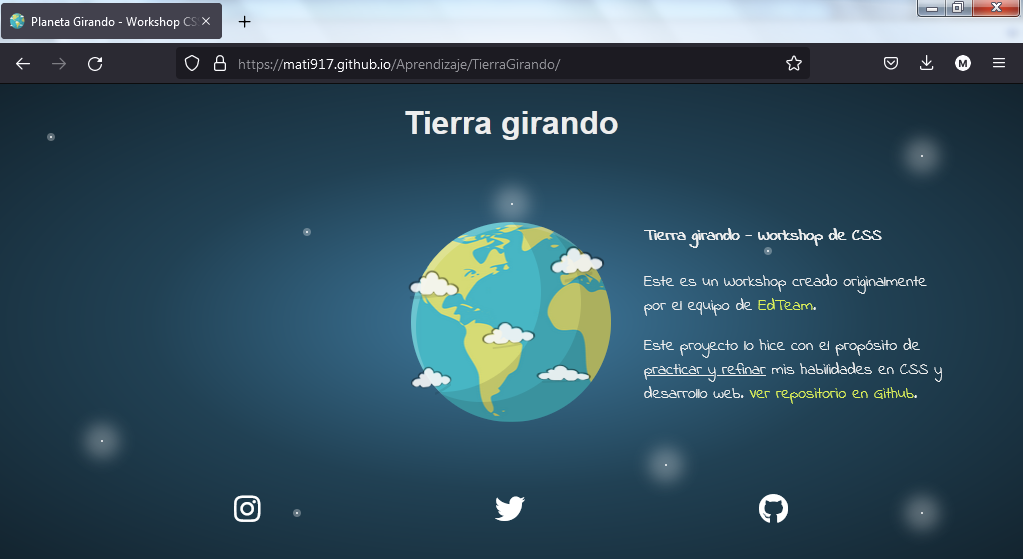 Planeta Girando - Workshop CS
https://mati917.github.io/Aprendizaje/TierraGirando/
M
Tierra girando
Tierra girando - Workshop de CSS
Este es un Workshop creado originalmente
por el equipo de EdTeam.
Este proyecto lo hice con el propósito de
practicar y refinar mis habilidades en CSS y
desarrollo web. Ver repositorio en Github.